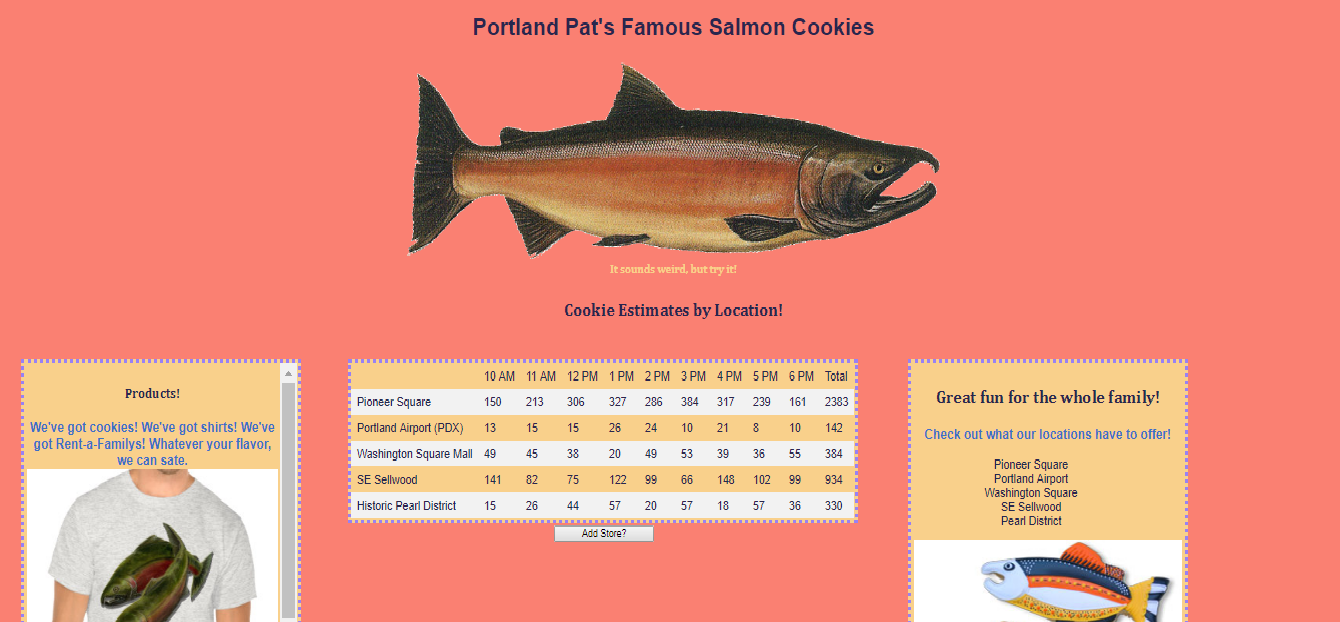 Portland Pat's Famous Salmon Cookies
It sounds weird, but try it!
Cookie Estimates by Location!
Products!
We've got cookies! We've got shirts! We've
got Rent-a-Familys! Whatever your flavor,
we can sate.
10 AM 11 AM 12 PM 1 PM 2 PM 3 PM 4 PM 5 PM 6 PM Total
Pioneer Square 150 213 306 327 286 384 317 239 161 2383
Portland Airport (PDX) 13 15 15 26 24 10 21 8 10 142
Washington Square Mall 49 45 38 20 49 53 39 36 55 384
SE Sellwood 141 82 75 122 99 66 148 102 99 934
Historic Pearl District 15 26 44 57 20 57 18 57 36 330
Add Store?
Great fun for the whole family!
Check out what our locations have to offer!
Pioneer Square
Portland Airport
Washington Square
SE Sellwood
Pearl District